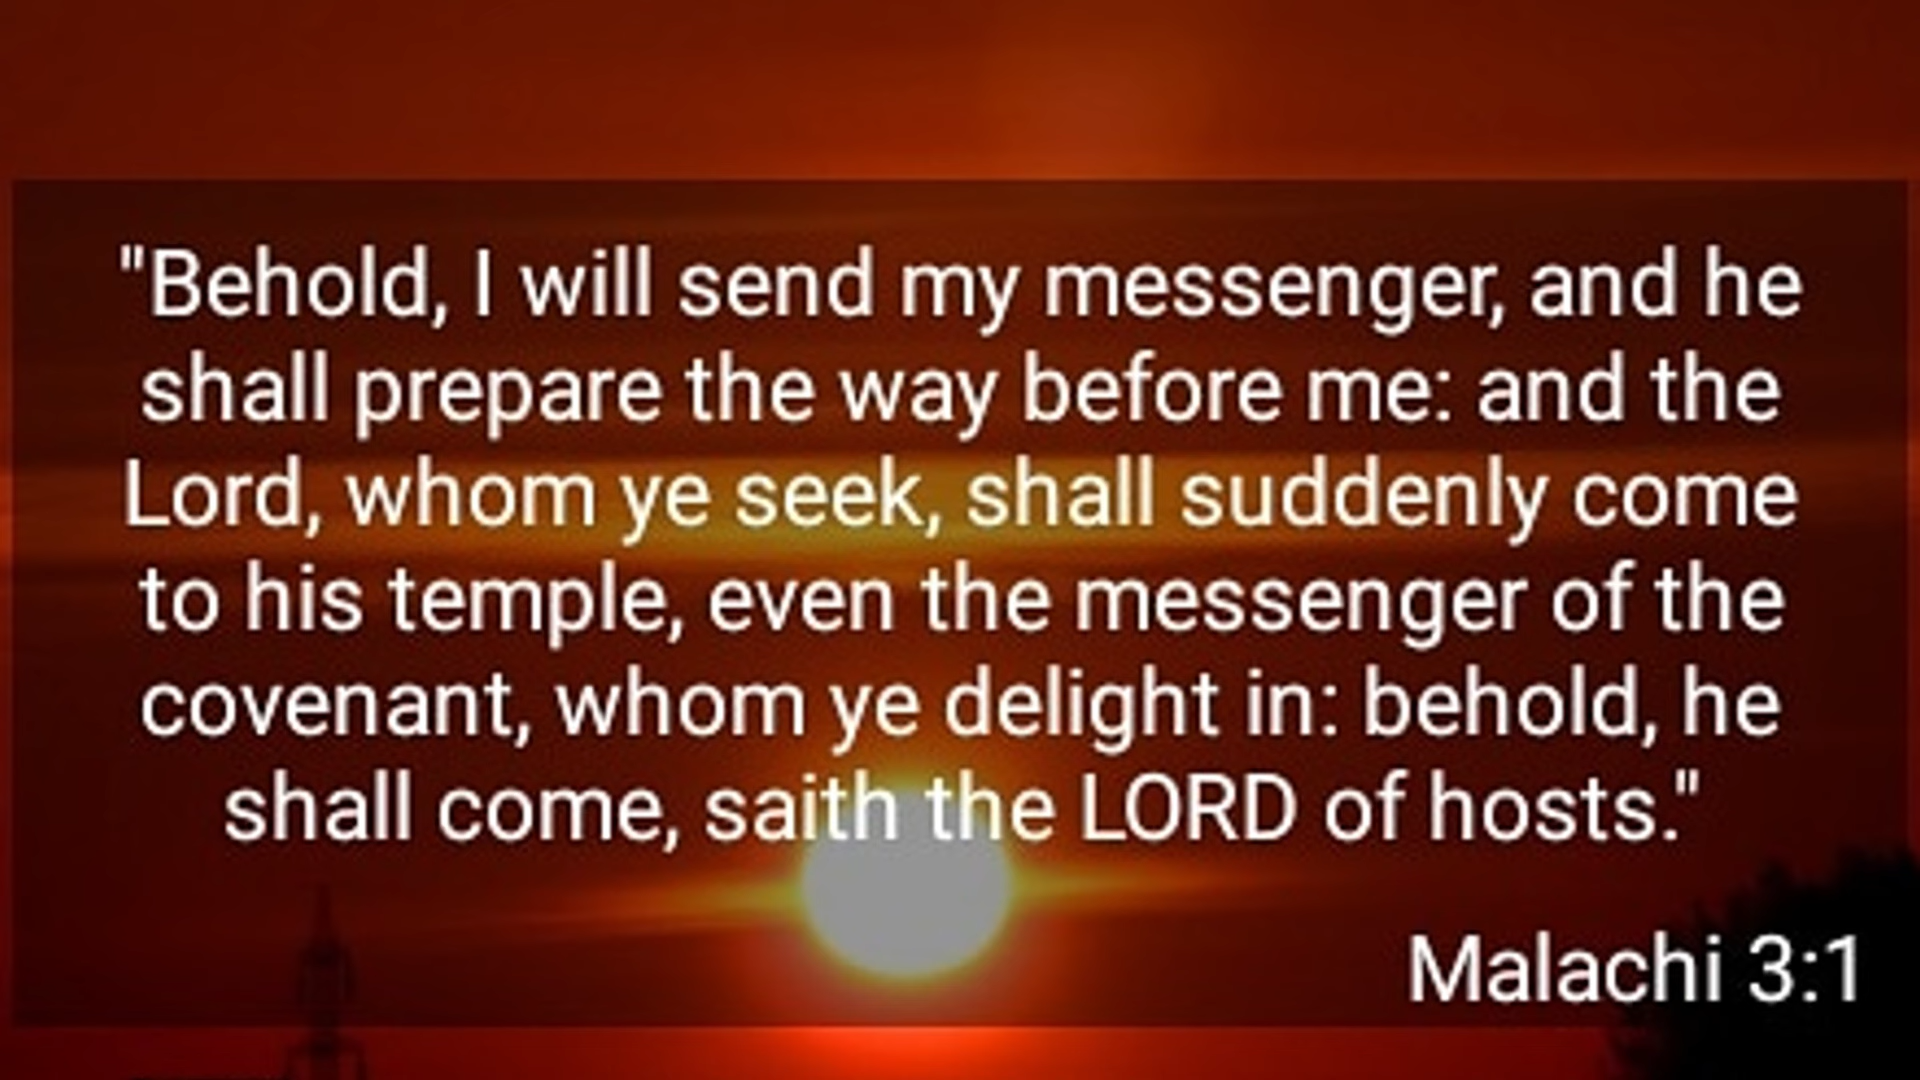 "Behold, I will send my messenger, and he
shall prepare the way before me: and the
Lord, whom ye seek, shall suddenly come
to his temple, even the messenger of the
covenant, whom ye delight in: behold, he
shall come, saith the LORD of hosts."
Malachi 3:1